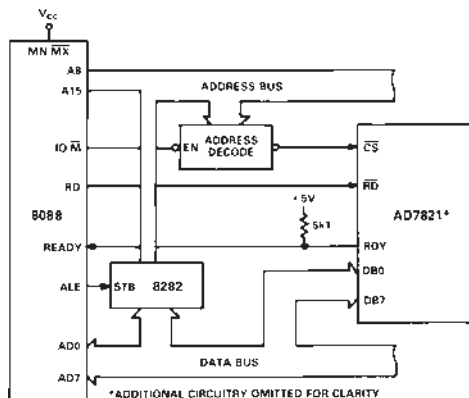 VCC
MN MX
A8
A15
ADDRESS BUS
IO M
EN
ADDRESS
DECODE
CS
RD
RD
+5V
5kΩ
8088
AD7821*
READY
RDY
ALE
STB 8282
DB0
DB7
AD0
DATA BUS
AD7
*ADDITIONAL CIRCUITRY OMITTED FOR CLARITY